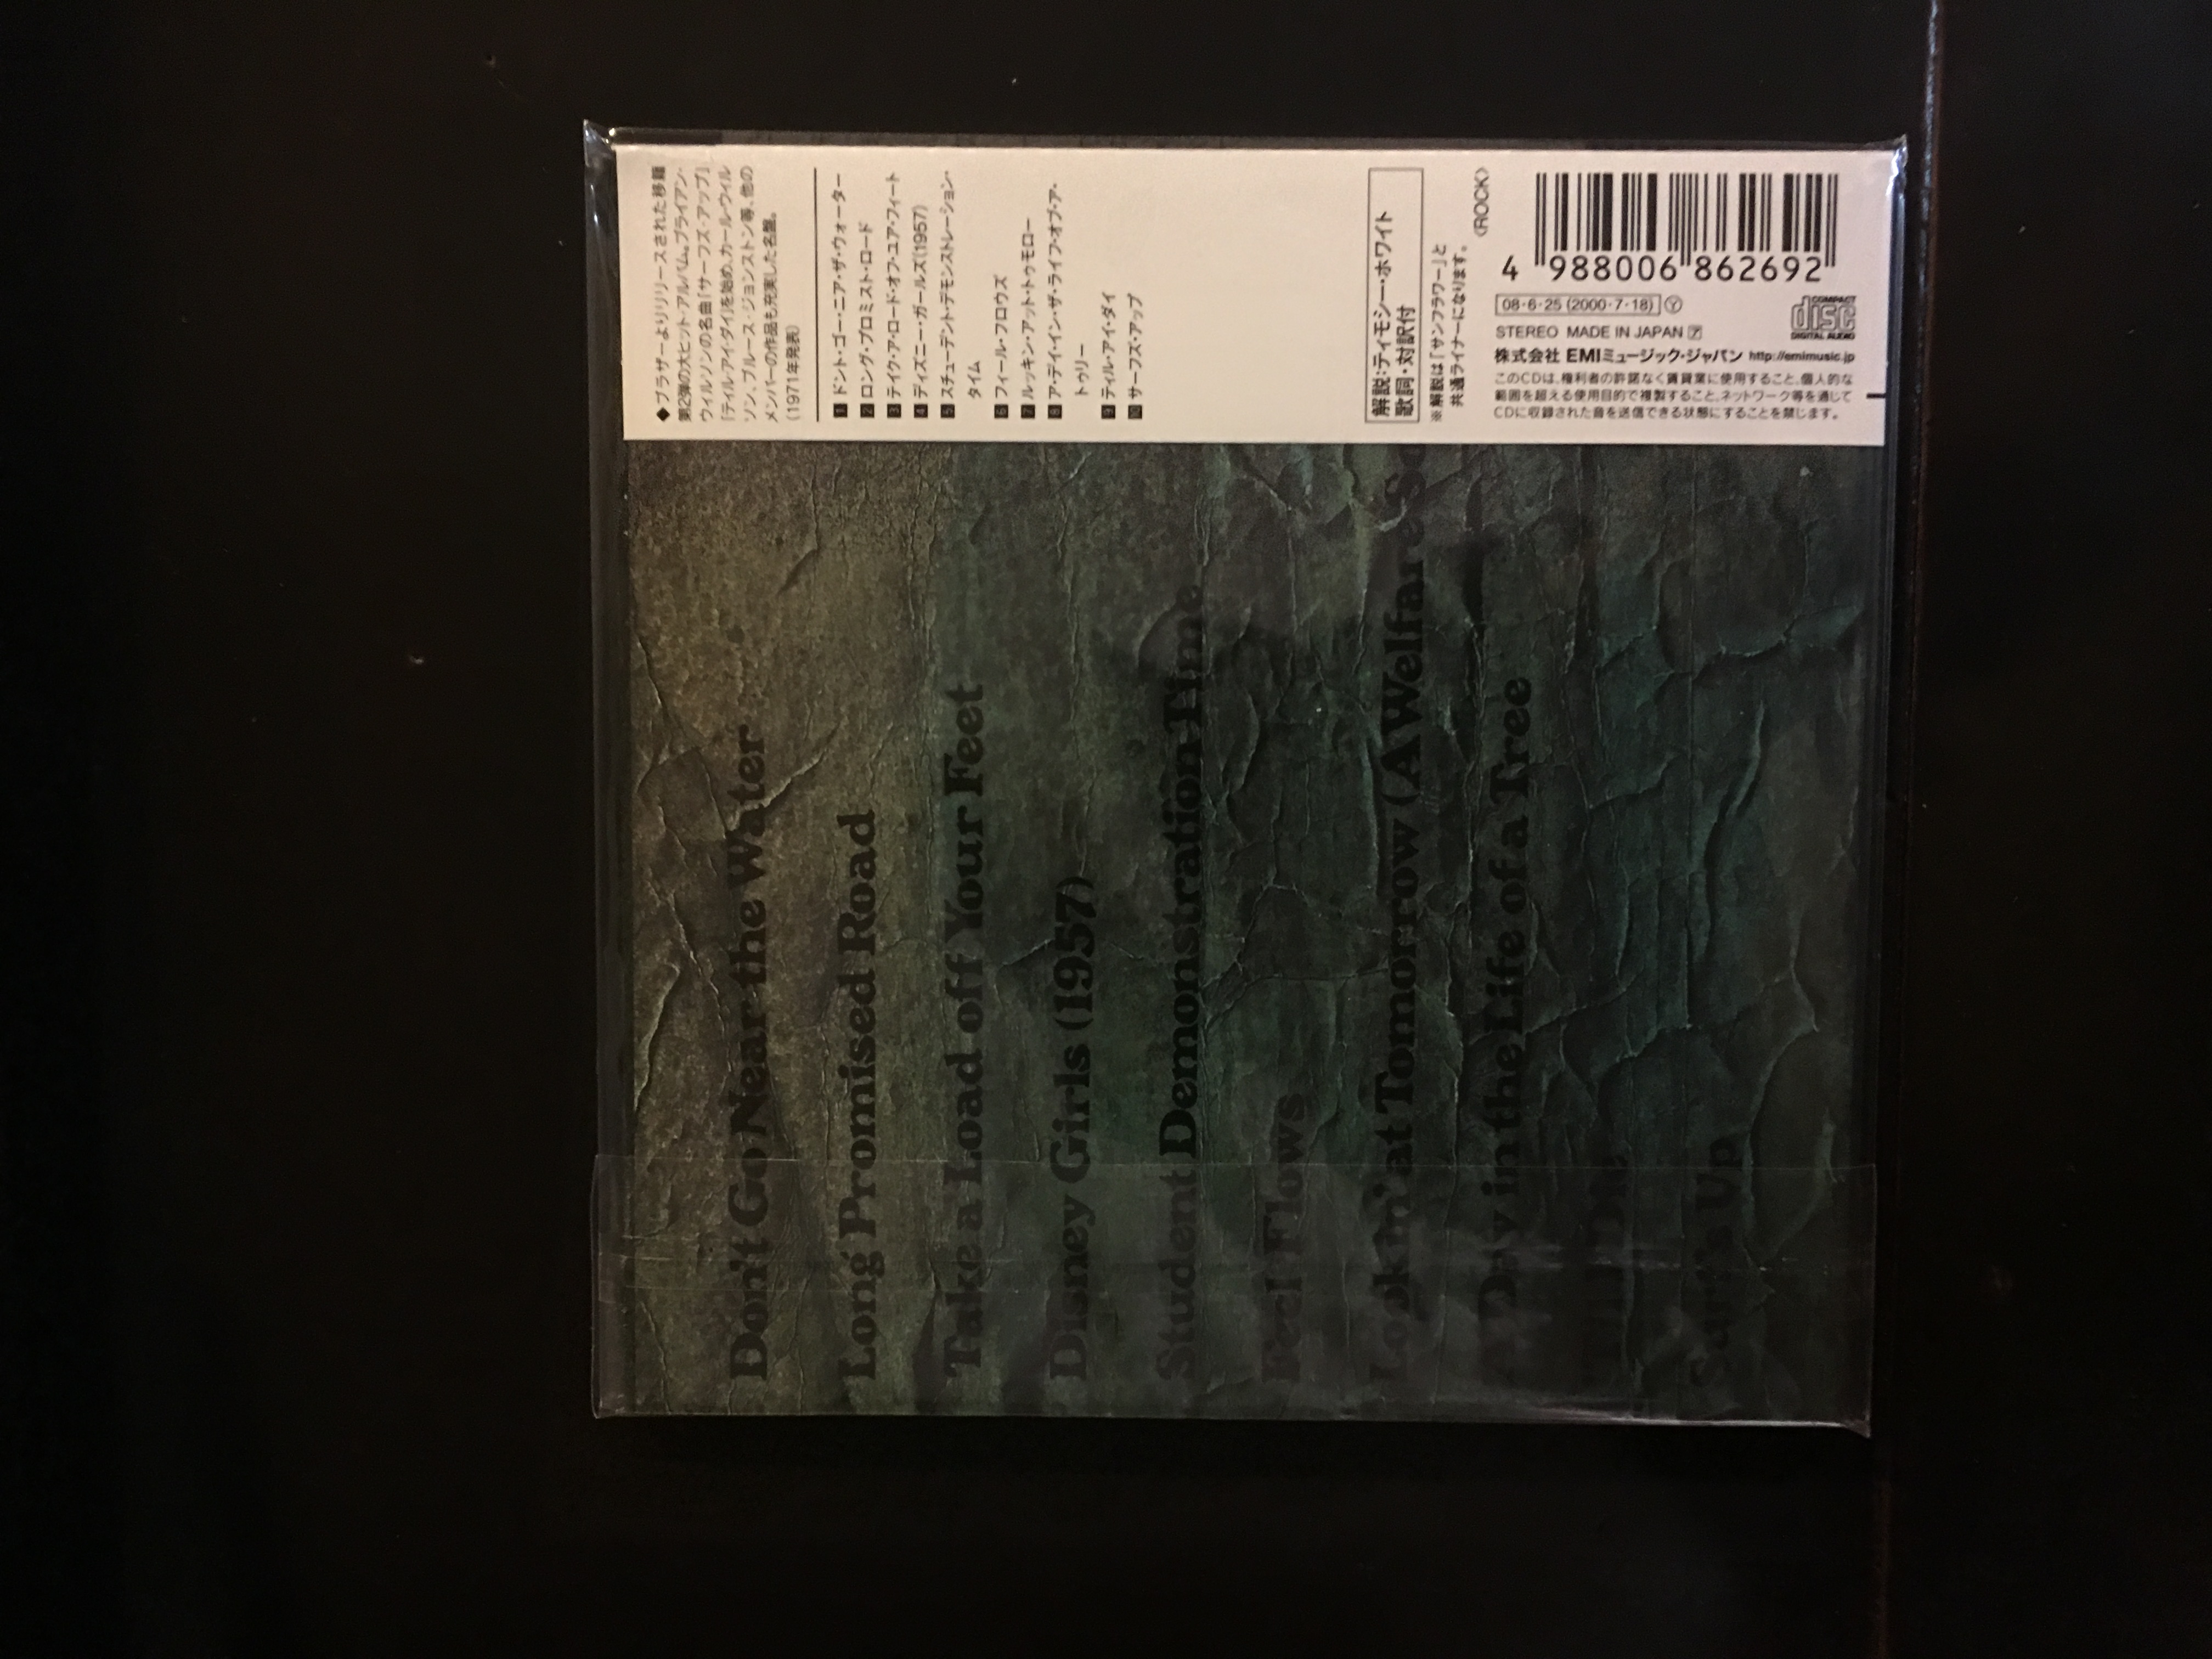 ◆ブラザーよりリリースされた移籍
第2弾の大ヒット・アルバム。ブライアン・
ウィルソンの名曲「サーフズ・アップ」
「ティル・アイ・ダイ」を始め、カール・ウィル
ソン、ブルース・ジョンストン等、他の
メンバーの作品も充実した名盤。
(1971年発表)
1 ドント・ゴー・ニア・ザ・ウォーター
2 ロング・プロミスト・ロード
3 テイク・ア・ロード・オフ・ユア・フィート
4 ディズニー・ガールズ(1957)
5 スチューデント・デモンストレーション・
タイム
6 フィール・フロウズ
7 ルッキン・アット・トゥモロー
8 ア・デイ・イン・ザ・ライフ・オブ・ア・
トゥリー
9 ティル・アイ・ダイ
10 サーフズ・アップ
解説:ティモシー・ホワイト
歌詞・対訳付
※解説は「サンフラワー」と
共通ライナーになります。
〈ROCK〉
4 988006 862692
08・6・25 (2000・7・18) Y
STEREO MADE IN JAPAN ア
COMPACT
disc
DIGITAL AUDIO
株式会社 EMIミュージック・ジャパン http://emimusic.jp
このCDは、権利者の許諾なく賃貸業に使用すること、個人的な
範囲を超える使用目的で複製すること、ネットワーク等を通じて
CDに収録された音を送信できる状態にすることを禁じます。
Don't Go Near the Water
Long Promised Road
Take a Load off Your Feet
Disney Girls (1957)
Student Demonstration Time
Feel Flows
Lookin' at Tomorrow (A Welfare So
A Day in the Life of a Tree
'Til I Die
Surf's Up